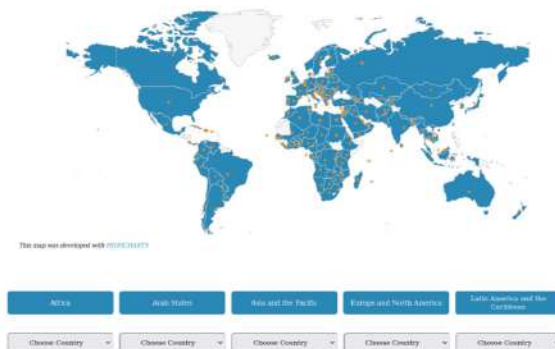 This map was developed with
Africa
Arab States
Asia and the Pacific
Europe and North America
Latin America and the
Caribbean
Choose Country
Choose Country
Choose Country
Choose Country
Choose Country